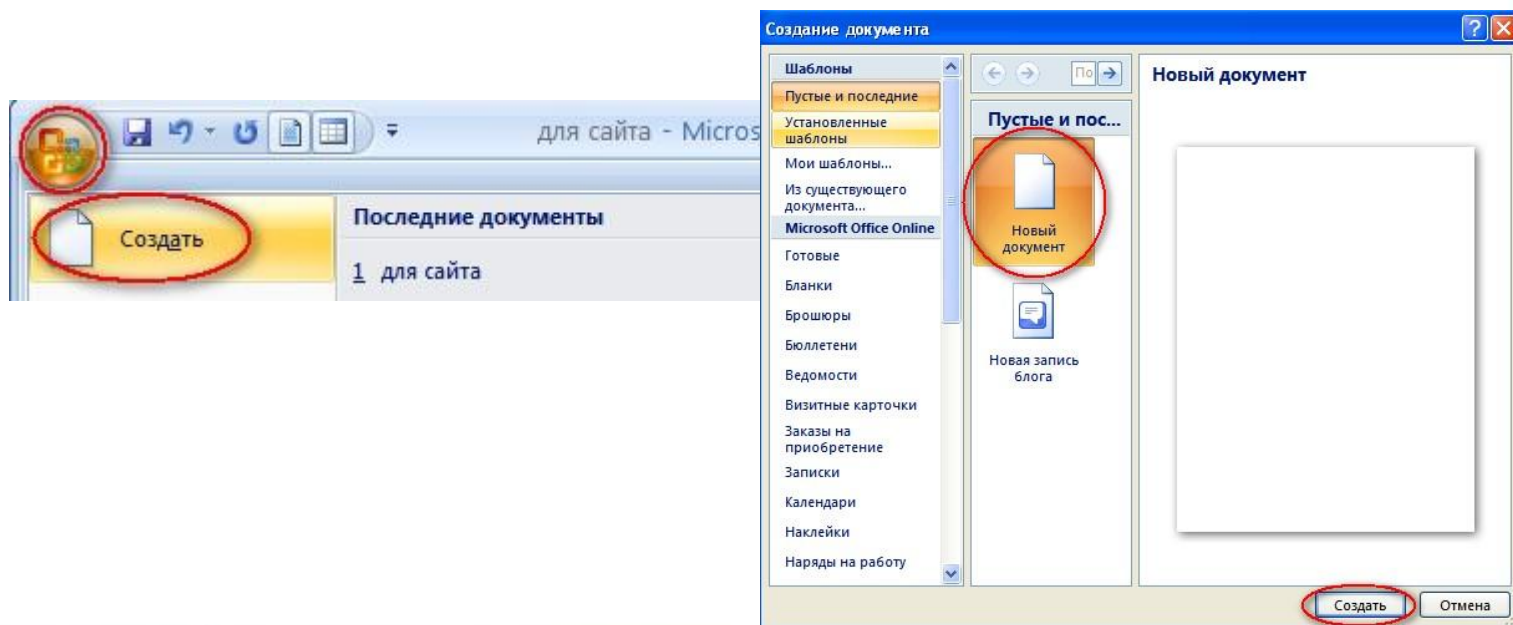 для сайта - Micros
Создать
Последние документы
1 для сайта
Создание документа
Шаблоны
Пустые и последние
Установленные
шаблоны
Мои шаблоны...
Из существующего
документа...
Microsoft Office Online
Готовые
Бланки
Брошюры
Бюллетени
Ведомости
Визитные карточки
Заказы на
приобретение
Записки
Календари
Наклейки
Наряды на работу
По
Пустые и пос...
Новый
документ
Новая запись
блога
Новый документ
Создать
Отмена